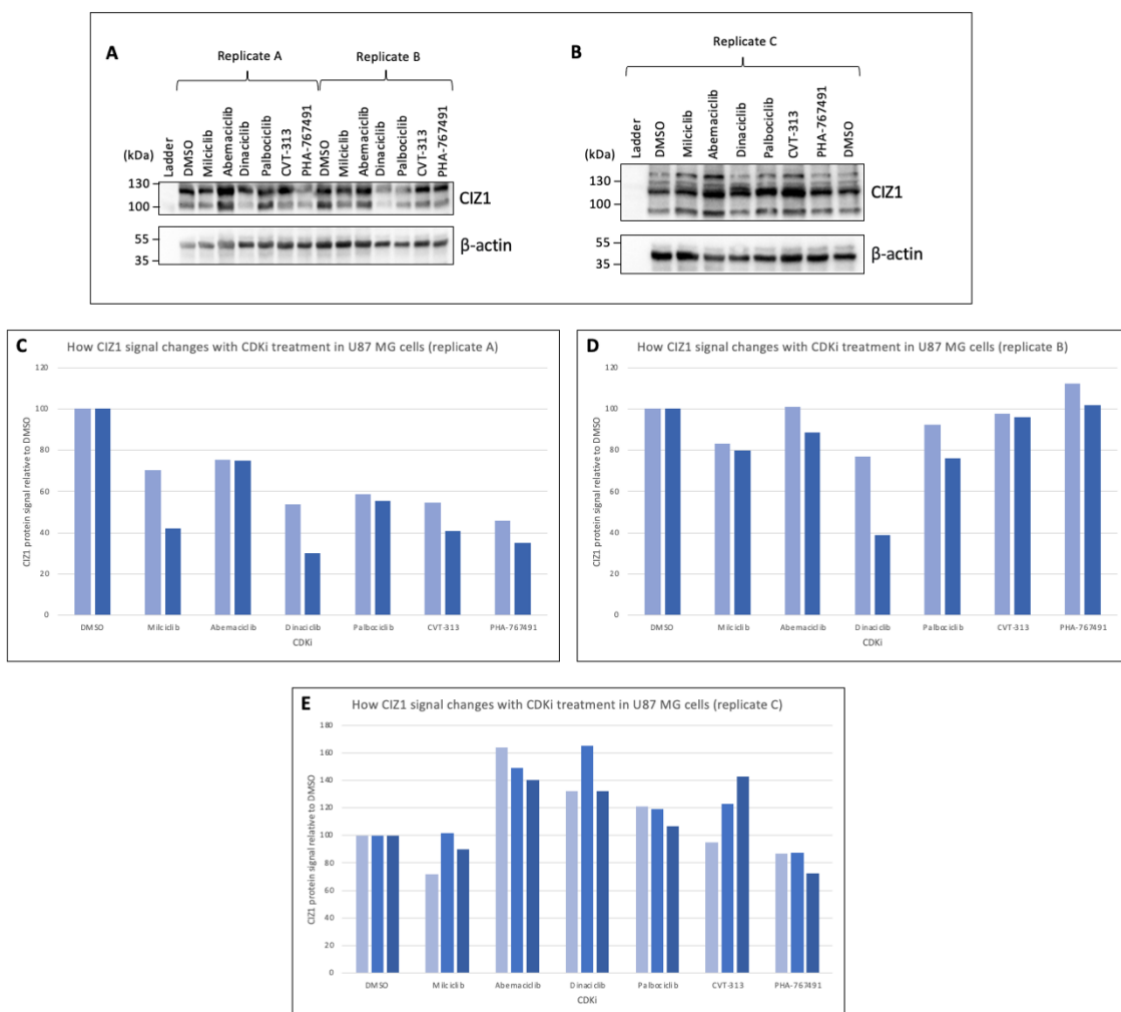 A
Replicate A
Replicate B
(kDa)
Ladder
DMSO
Milciclib
Abemaciclib
Dinaciclib
Palbociclib
CVT-313
PHA-767491
DMSO
Milciclib
Abemaciclib
Dinaciclib
Palbociclib
CVT-313
PHA-767491
130
100
CIZ1
55
35
β-actin
B
Replicate C
(kDa)
Ladder
DMSO
Milciclib
Abemaciclib
Dinaciclib
Palbociclib
CVT-313
PHA-767491
DMSO
130
100
CIZ1
55
35
β-actin
C
How CIZ1 signal changes with CDKi treatment in U87 MG cells (replicate A)
CIZ1 protein signal relative to DMSO
120
100
80
60
40
20
0
DMSO Milciclib Abemaciclib Dinaciclib Palbociclib CVT-313 PHA-767491
CDKi
D
How CIZ1 signal changes with CDKi treatment in U87 MG cells (replicate B)
CIZ1 protein signal relative to DMSO
120
100
80
60
40
20
0
DMSO Milciclib Abemaciclib Dinaciclib Palbociclib CVT-313 PHA-767491
CDKi
E
How CIZ1 signal changes with CDKi treatment in U87 MG cells (replicate C)
CIZ1 protein signal relative to DMSO
180
160
140
120
100
80
60
40
20
0
DMSO Milciclib Abemaciclib Dinaciclib Palbociclib CVT-313 PHA-767491
CDKi